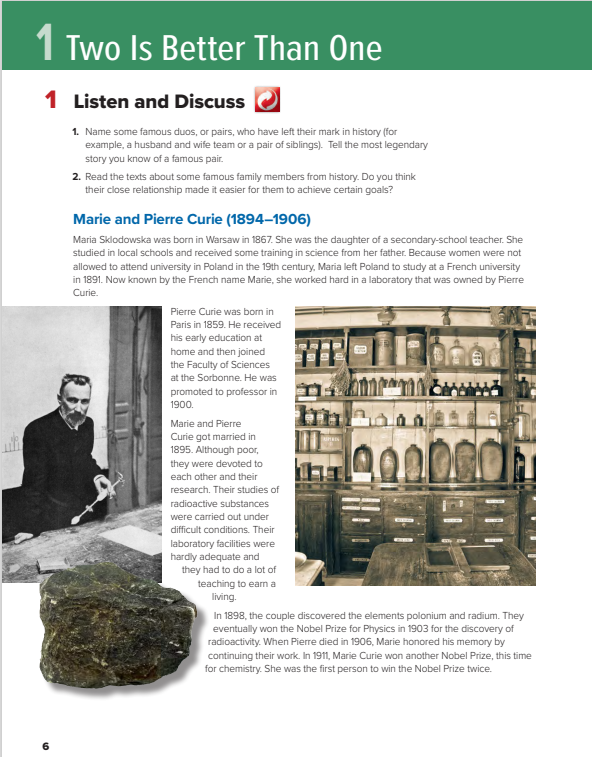 1 Two Is Better Than One
1 Listen and Discuss
1. Name some famous duos, or pairs, who have left their mark in history (for
example, a husband and wife team or a pair of siblings). Tell the most legendary
story you know of a famous pair.
2. Read the texts about some famous family members from history. Do you think
their close relationship made it easier for them to achieve certain goals?
Marie and Pierre Curie (1894–1906)
Maria Sklodowska was born in Warsaw in 1867. She was the daughter of a secondary-school teacher. She
studied in local schools and received some training in science from her father. Because women were not
allowed to attend university in Poland in the 19th century, Maria left Poland to study at a French university
in 1891. Now known by the French name Marie, she worked hard in a laboratory that was owned by Pierre
Curie.
Pierre Curie was born in
Paris in 1859. He received
his early education at
home and then joined
the Faculty of Sciences
at the Sorbonne. He was
promoted to professor in
1900.
Marie and Pierre
Curie got married in
1895. Although poor,
they were devoted to
each other and their
research. Their studies of
radioactive substances
were carried out under
difficult conditions. Their
laboratory facilities were
hardly adequate and
they had to do a lot of
teaching to earn a
living.
In 1898, the couple discovered the elements polonium and radium. They
eventually won the Nobel Prize for Physics in 1903 for the discovery of
radioactivity. When Pierre died in 1906, Marie honored his memory by
continuing their work. In 1911, Marie Curie won another Nobel Prize, this time
for chemistry. She was the first person to win the Nobel Prize twice.
6